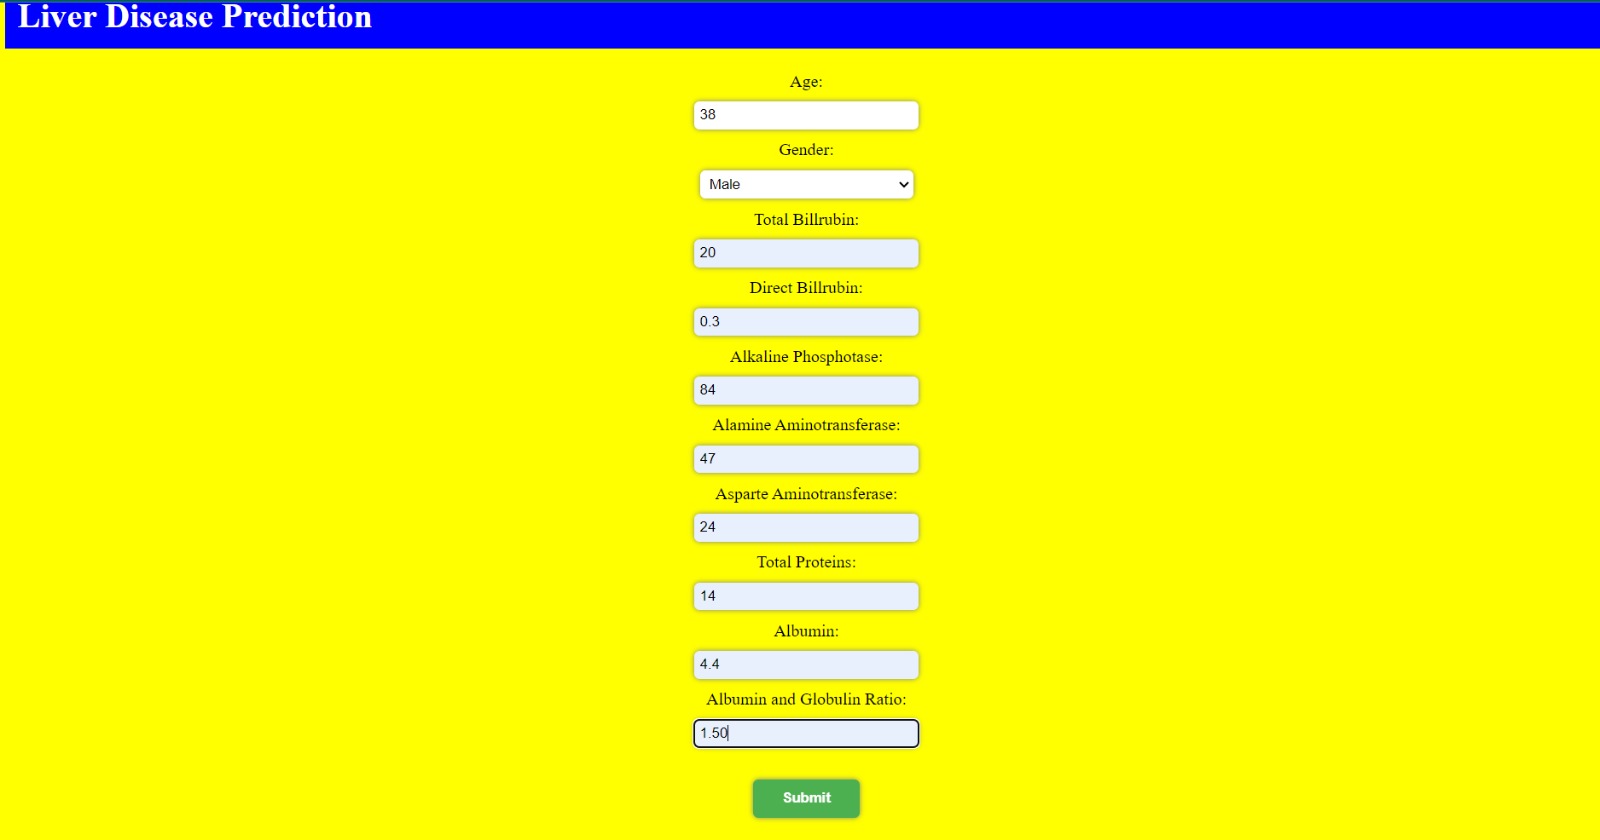 Liver Disease Prediction
Age:
38
Gender:
Male
Total Billrubin:
20
Direct Billrubin:
0.3
Alkaline Phosphotase:
84
Alamine Aminotransferase:
47
Asparte Aminotransferase:
24
Total Proteins:
14
Albumin:
4.4
Albumin and Globulin Ratio:
1.50
Submit